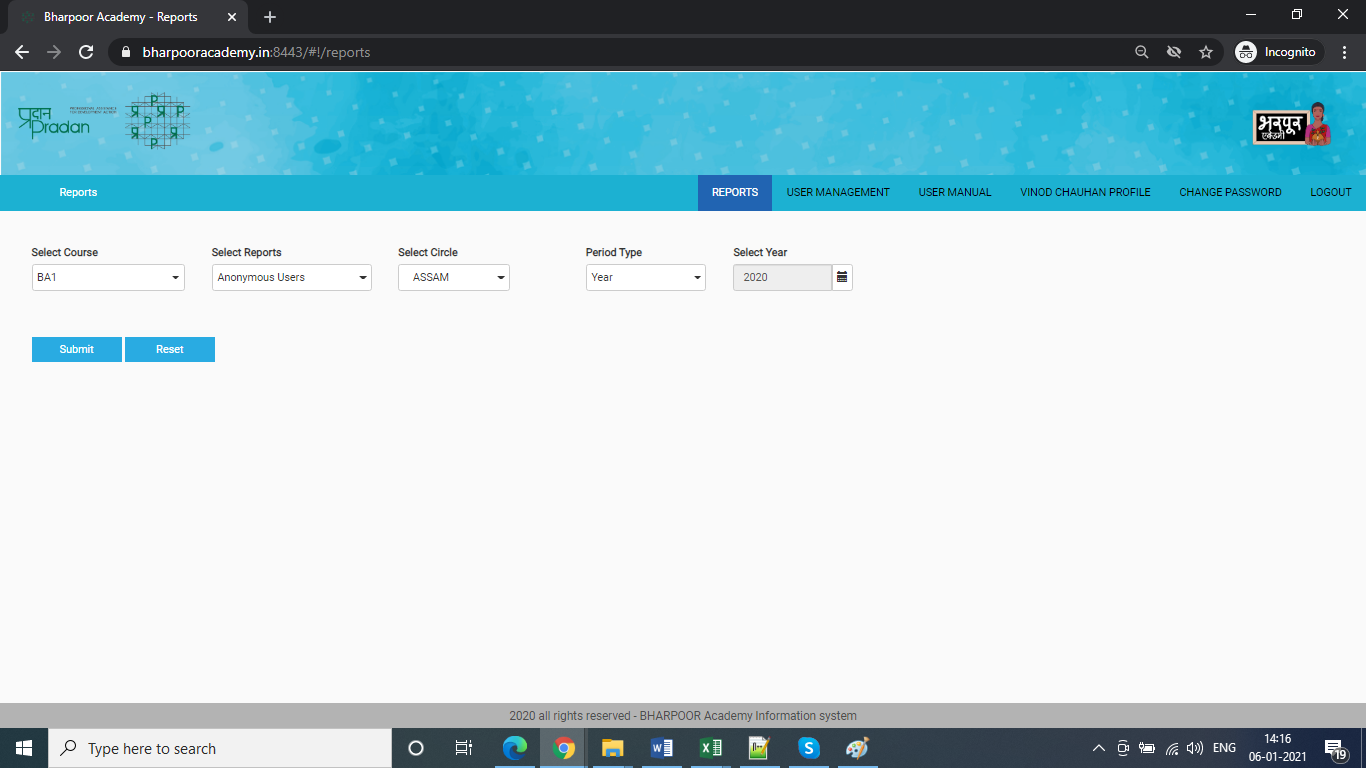 Bharpoor Academy - Reports
bharpooracademy.in:8443/#!/reports
Incognito
प्रदान
Pradan
PROFESSIONAL ASSISTANCE
FOR DEVELOPMENT ACTION
P
प्र प्र P
P प्र
प्र P प्र
P
भरपूर
एकेडमी
Reports
REPORTS USER MANAGEMENT USER MANUAL VINOD CHAUHAN PROFILE CHANGE PASSWORD LOGOUT
Select Course Select Reports Select Circle Period Type Select Year
BA1 Anonymous Users ASSAM Year 2020
Submit Reset
2020 all rights reserved - BHARPOOR Academy Information system
Type here to search
ENG
14:16
06-01-2021
19